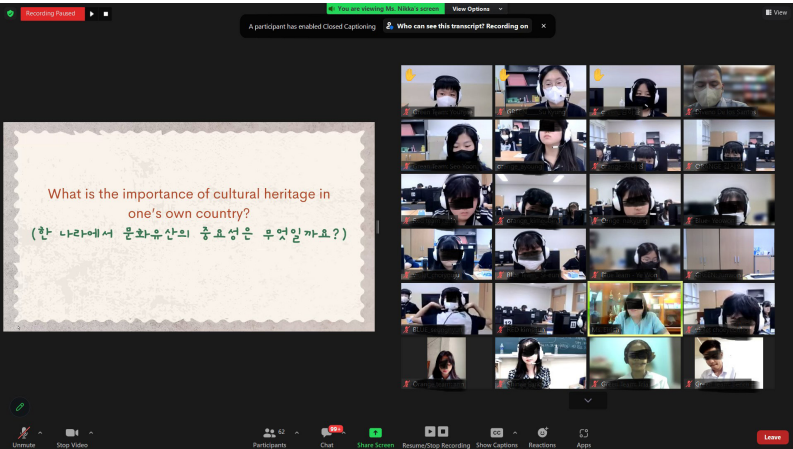 Recording Paused
You are viewing Ms. Nikka's screen
View Options
View
A participant has enabled Closed Captioning
Who can see this transcript? Recording on
What is the importance of cultural heritage in
one's own country?
(한 나라에서 문화유산의 중요성은 무엇일까요?)
Unmute
Stop Video
62
Participants
99+
Chat
Share Screen
Resume/Stop Recording
CC
Show Captions
Reactions
Apps
Leave